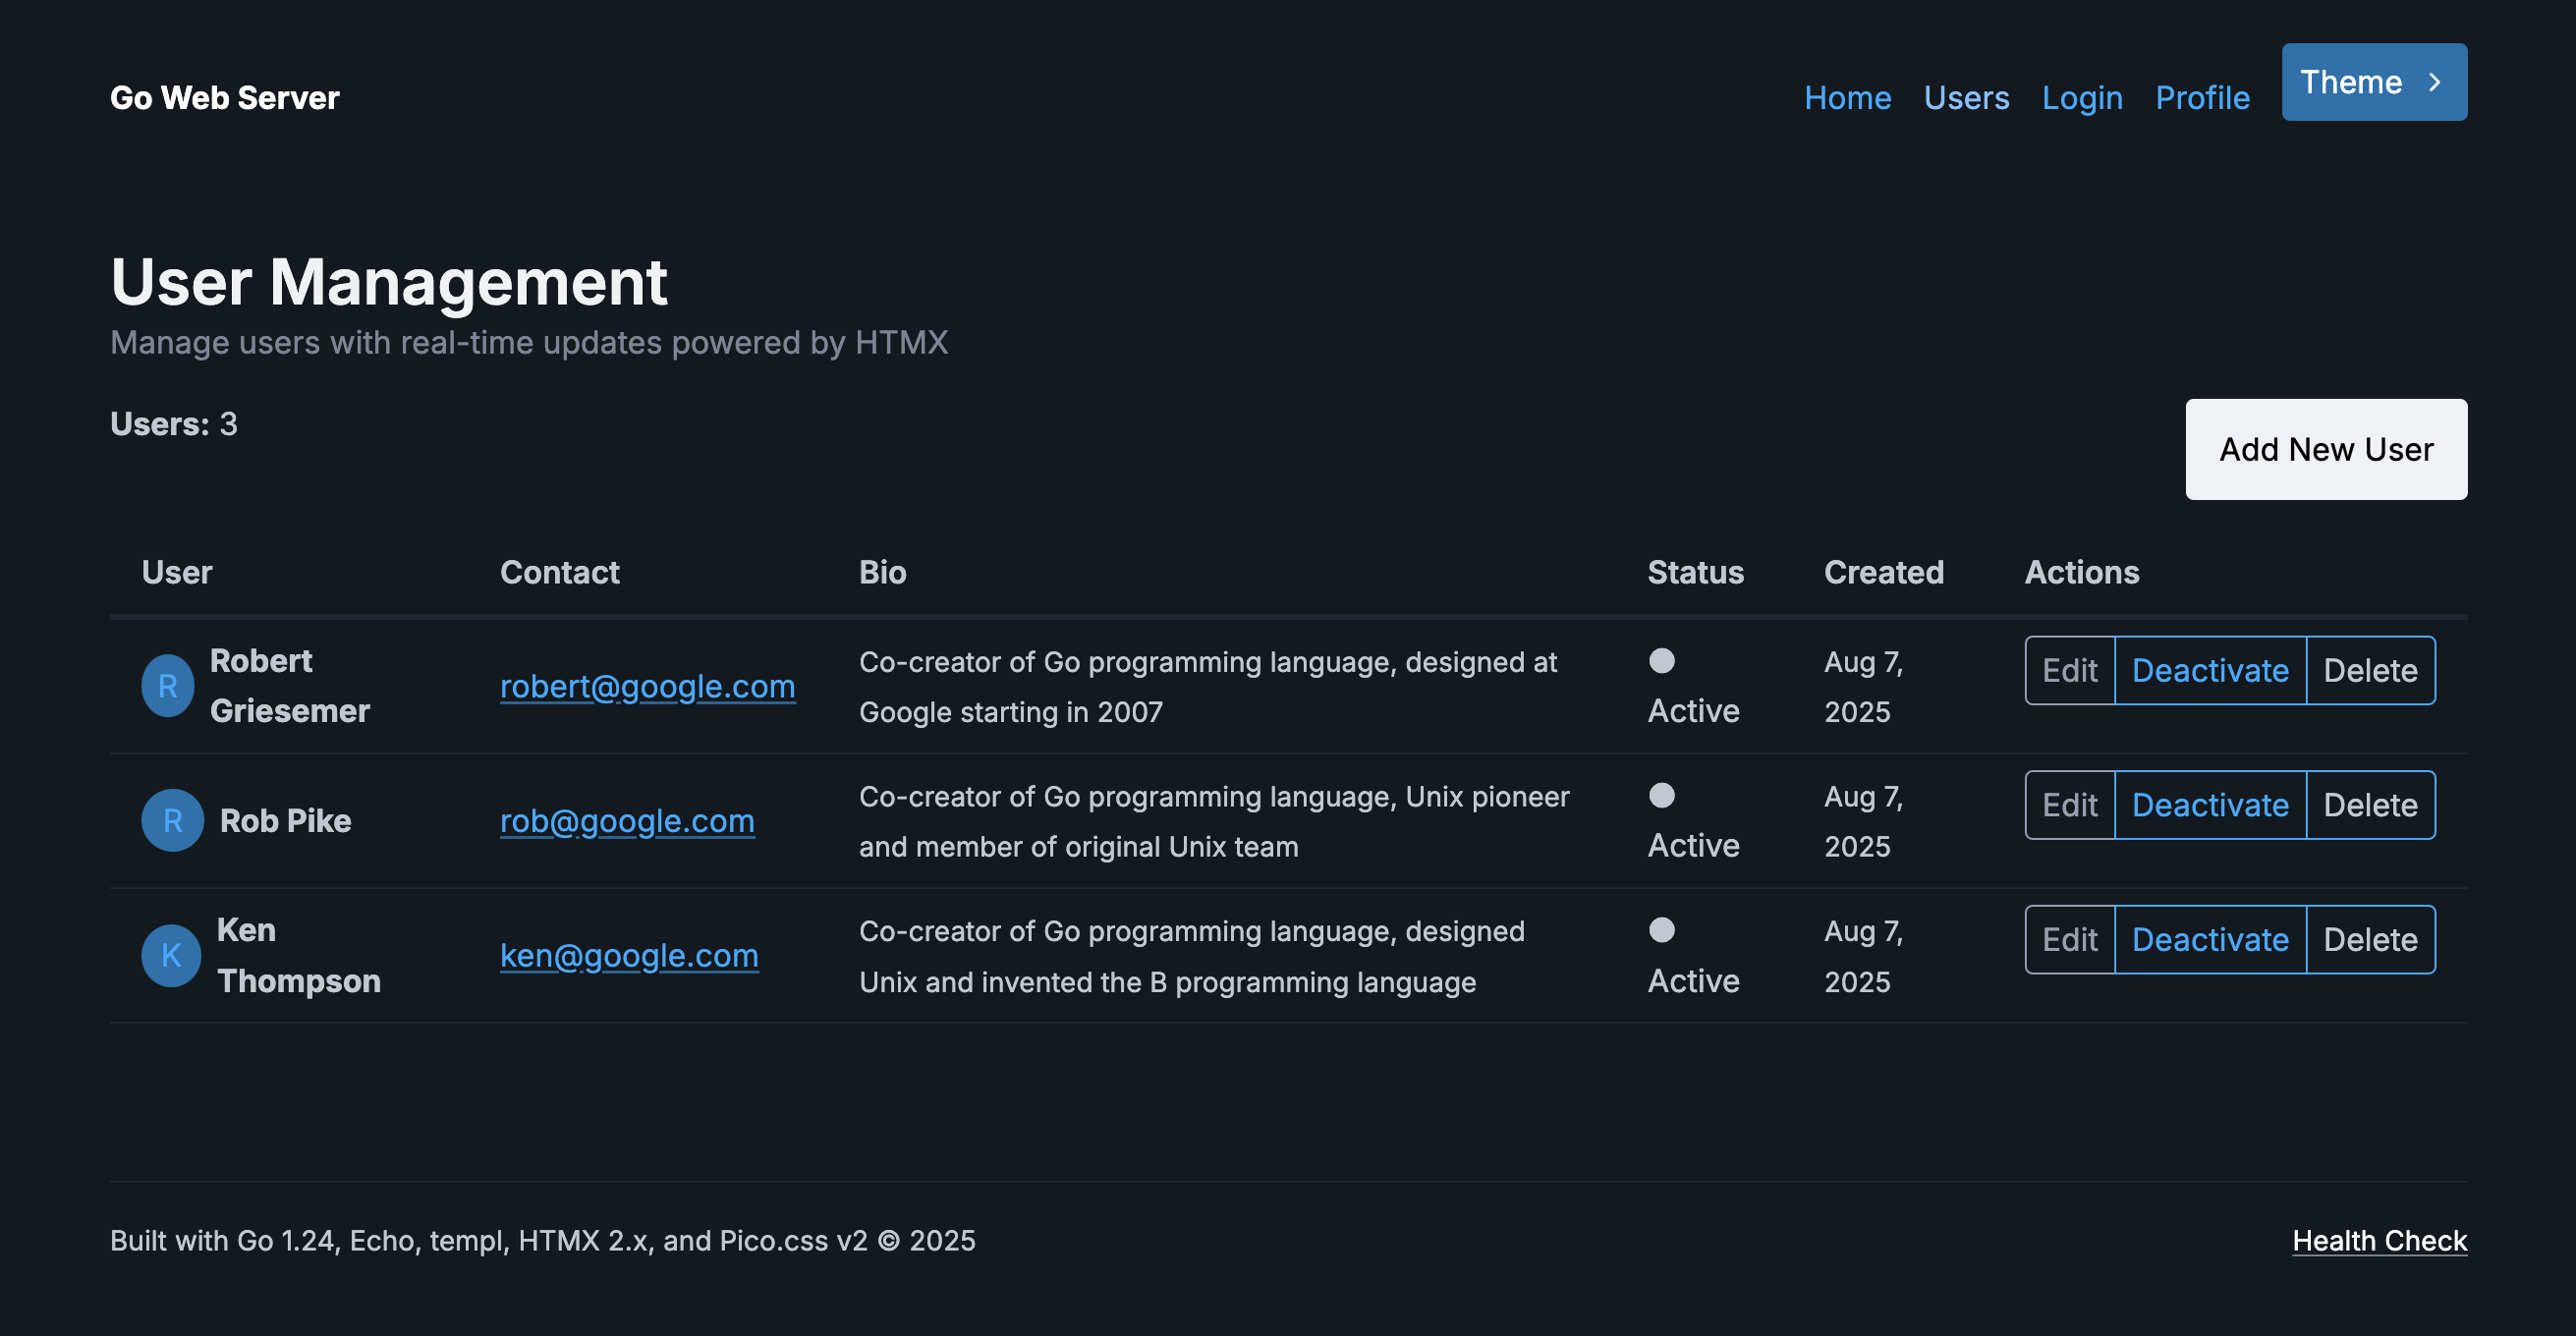 Go Web Server
Home Users Login Profile Theme
User Management
Manage users with real-time updates powered by HTMX
Users: 3
Add New User
User Contact Bio Status Created Actions
R
Robert
Griesemer
robert@google.com
Co-creator of Go programming language, designed at
Google starting in 2007
Active
Aug 7,
2025
Edit Deactivate Delete
R
Rob Pike
rob@google.com
Co-creator of Go programming language, Unix pioneer
and member of original Unix team
Active
Aug 7,
2025
Edit Deactivate Delete
K
Ken
Thompson
ken@google.com
Co-creator of Go programming language, designed
Unix and invented the B programming language
Active
Aug 7,
2025
Edit Deactivate Delete
Built with Go 1.24, Echo, templ, HTMX 2.x, and Pico.css v2 © 2025
Health Check